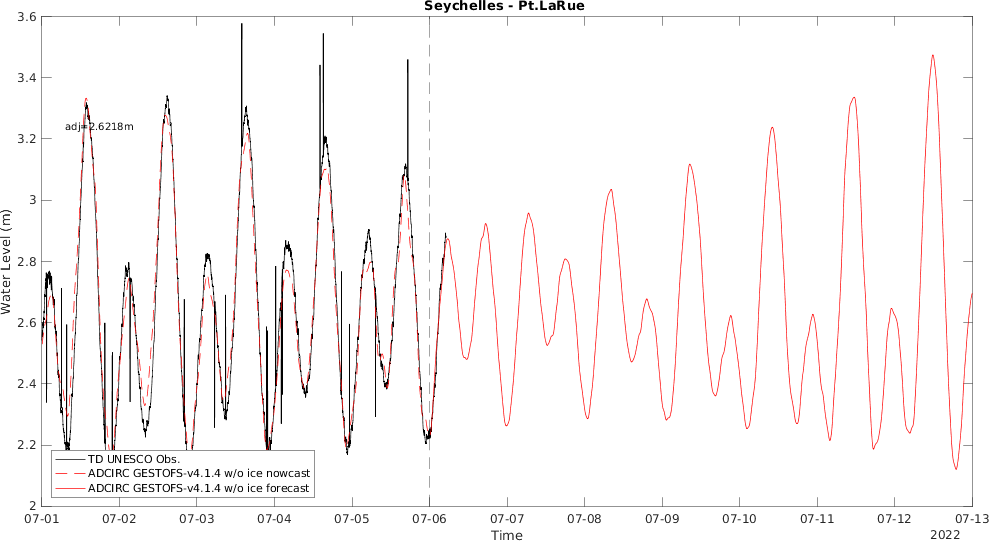 Seychelles - Pt.LaRue
3.6
3.4
adj=2.6218m
3.2
3
2.8
Water Level (m)
2.6
2.4
2.2
TD UNESCO Obs.
ADCIRC GESTOFS-v4.1.4 w/o ice nowcast
ADCIRC GESTOFS-v4.1.4 w/o ice forecast
2
07-01 07-02 07-03 07-04 07-05 07-06 07-07 07-08 07-09 07-10 07-11 07-12 07-13
Time
2022